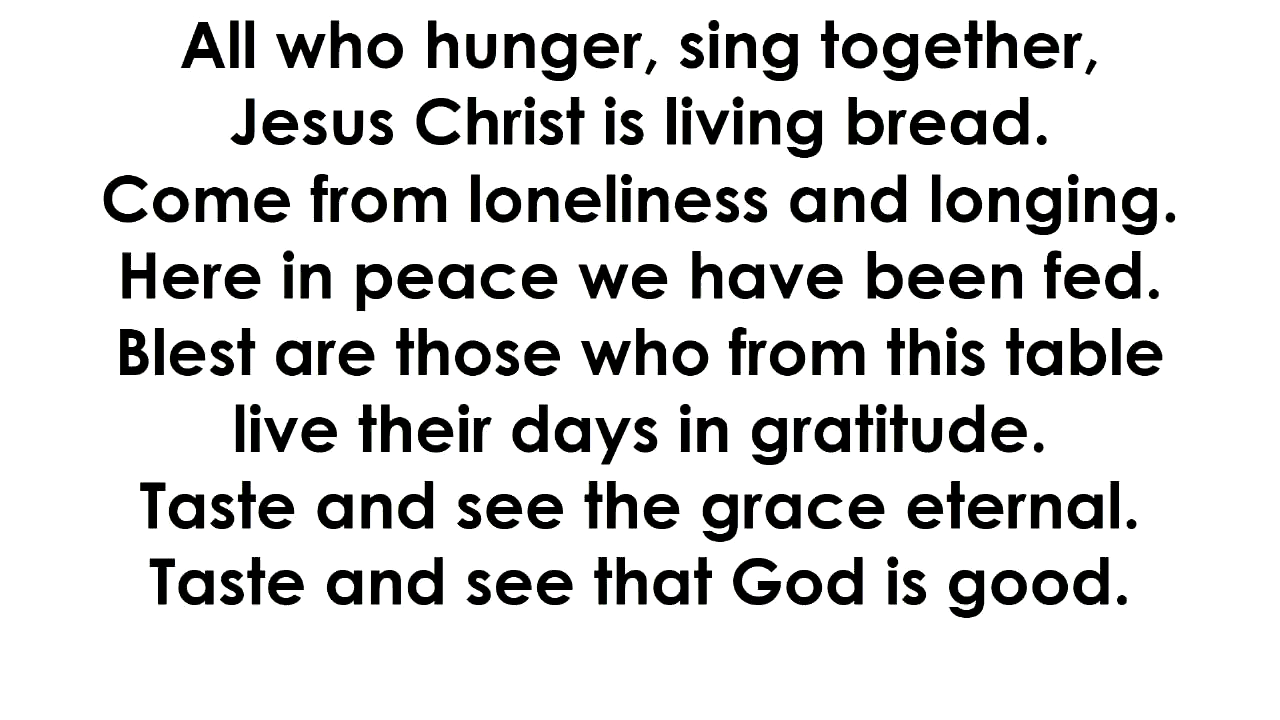 All who hunger, sing together,
Jesus Christ is living bread.
Come from loneliness and longing.
Here in peace we have been fed.
Blest are those who from this table
live their days in gratitude.
Taste and see the grace eternal.
Taste and see that God is good.